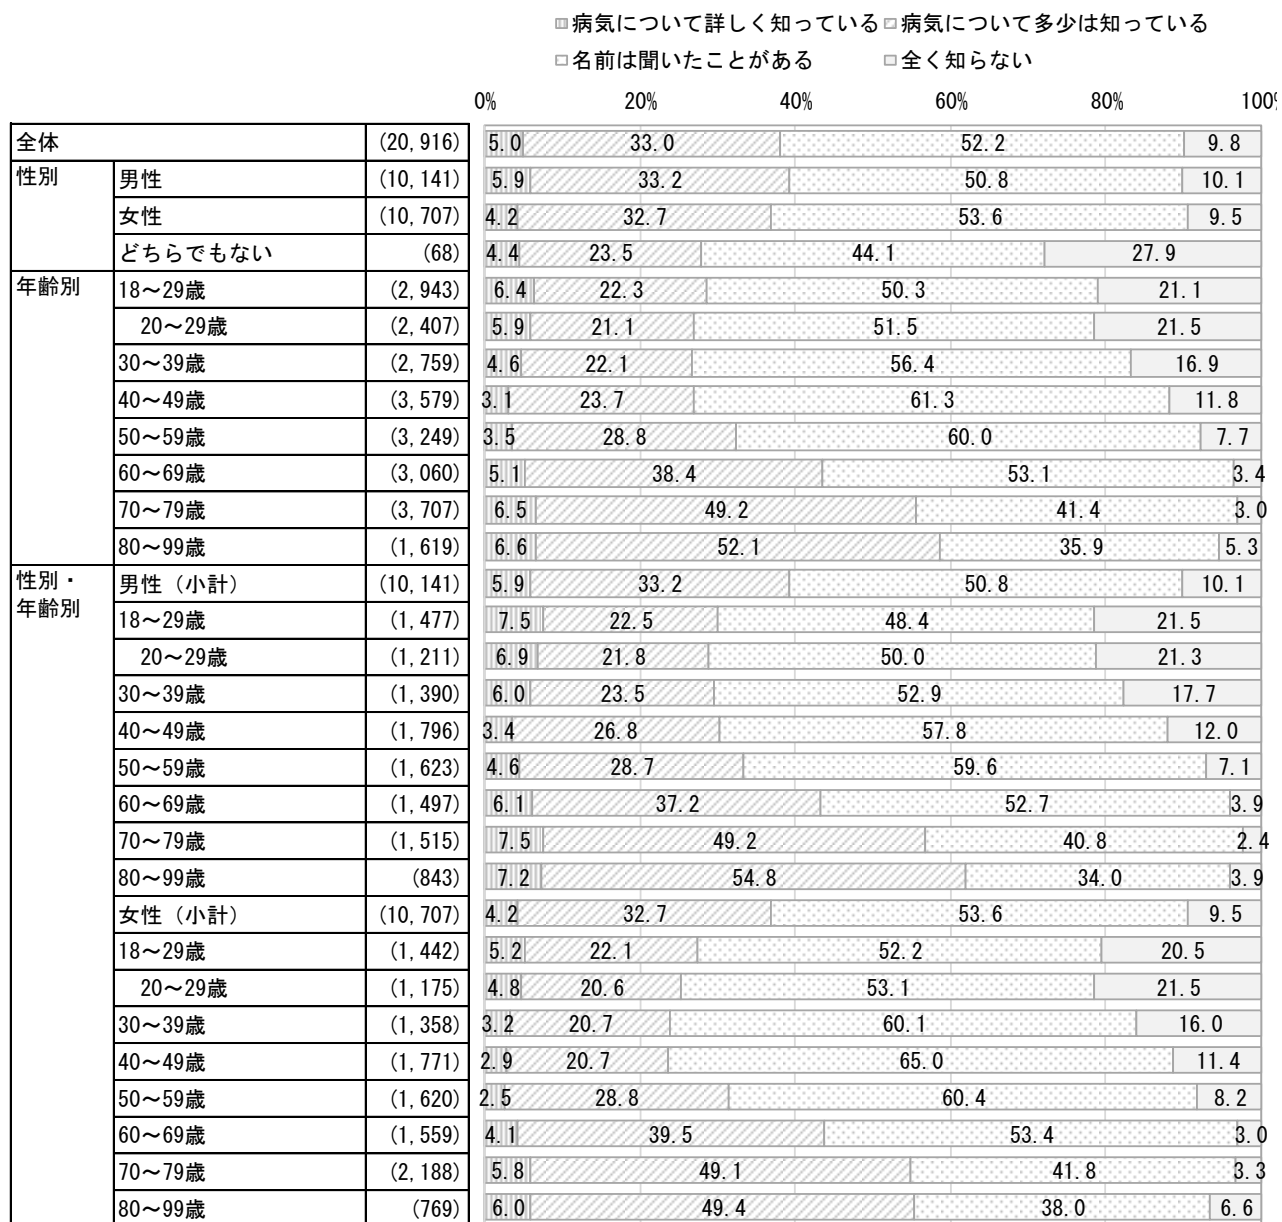 病気について詳しく知っている 病気について多少は知っている
名前は聞いたことがある 全く知らない
0% 20% 40% 60% 80% 100%
全体 (20,916) 5.0 33.0 52.2 9.8
性別 男性 (10,141) 5.9 33.2 50.8 10.1
女性 (10,707) 4.2 32.7 53.6 9.5
どちらでもない (68) 4.4 23.5 44.1 27.9
年齢別 18～29歳 (2,943) 6.4 22.3 50.3 21.1
20～29歳 (2,407) 5.9 21.1 51.5 21.5
30～39歳 (2,759) 4.6 22.1 56.4 16.9
40～49歳 (3,579) 3.1 23.7 61.3 11.8
50～59歳 (3,249) 3.5 28.8 60.0 7.7
60～69歳 (3,060) 5.1 38.4 53.1 3.4
70～79歳 (3,707) 6.5 49.2 41.4 3.0
80～99歳 (1,619) 6.6 52.1 35.9 5.3
性別・ 男性（小計） (10,141) 5.9 33.2 50.8 10.1
年齢別 18～29歳 (1,477) 7.5 22.5 48.4 21.5
20～29歳 (1,211) 6.9 21.8 50.0 21.3
30～39歳 (1,390) 6.0 23.5 52.9 17.7
40～49歳 (1,796) 3.4 26.8 57.8 12.0
50～59歳 (1,623) 4.6 28.7 59.6 7.1
60～69歳 (1,497) 6.1 37.2 52.7 3.9
70～79歳 (1,515) 7.5 49.2 40.8 2.4
80～99歳 (843) 7.2 54.8 34.0 3.9
女性（小計） (10,707) 4.2 32.7 53.6 9.5
18～29歳 (1,442) 5.2 22.1 52.2 20.5
20～29歳 (1,175) 4.8 20.6 53.1 21.5
30～39歳 (1,358) 3.2 20.7 60.1 16.0
40～49歳 (1,771) 2.9 20.7 65.0 11.4
50～59歳 (1,620) 2.5 28.8 60.4 8.2
60～69歳 (1,559) 4.1 39.5 53.4 3.0
70～79歳 (2,188) 5.8 49.1 41.8 3.3
80～99歳 (769) 6.0 49.4 38.0 6.6